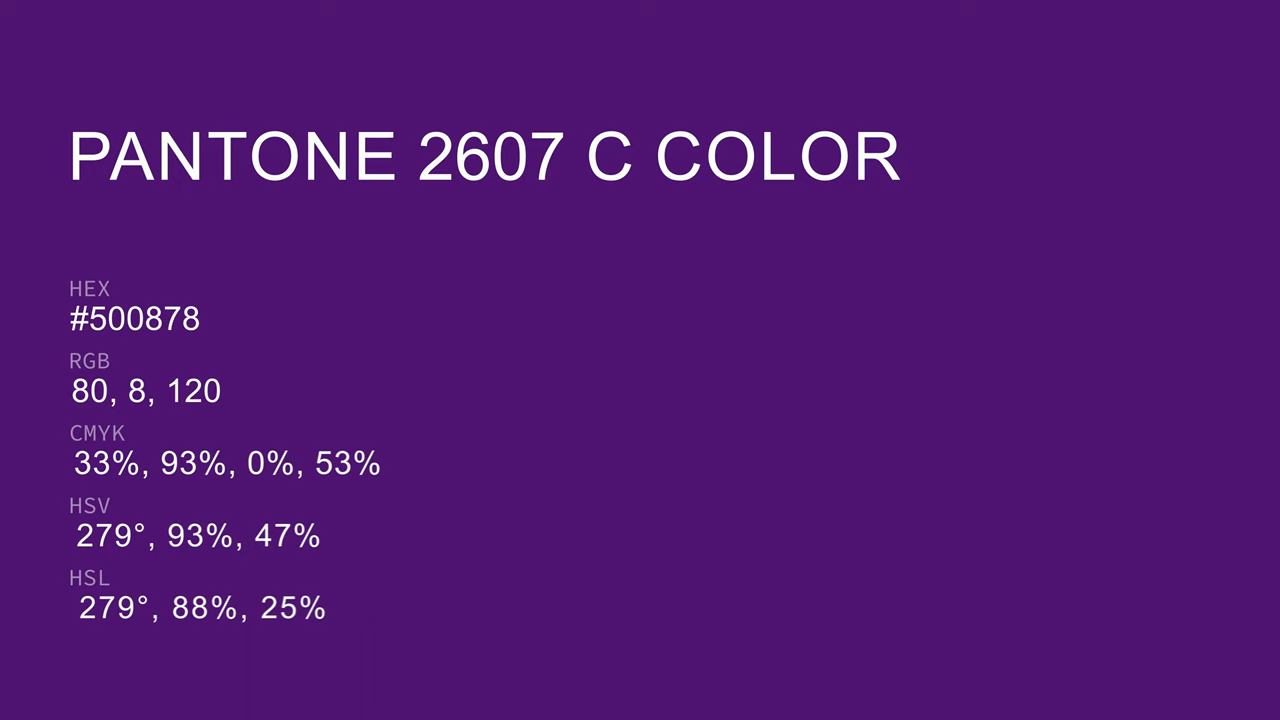 PANTONE 2607 C COLOR
HEX
#500878
RGB
80, 8, 120
CMYK
33%, 93%, 0%, 53%
HSV
279°, 93%, 47%
HSL
279°, 88%, 25%